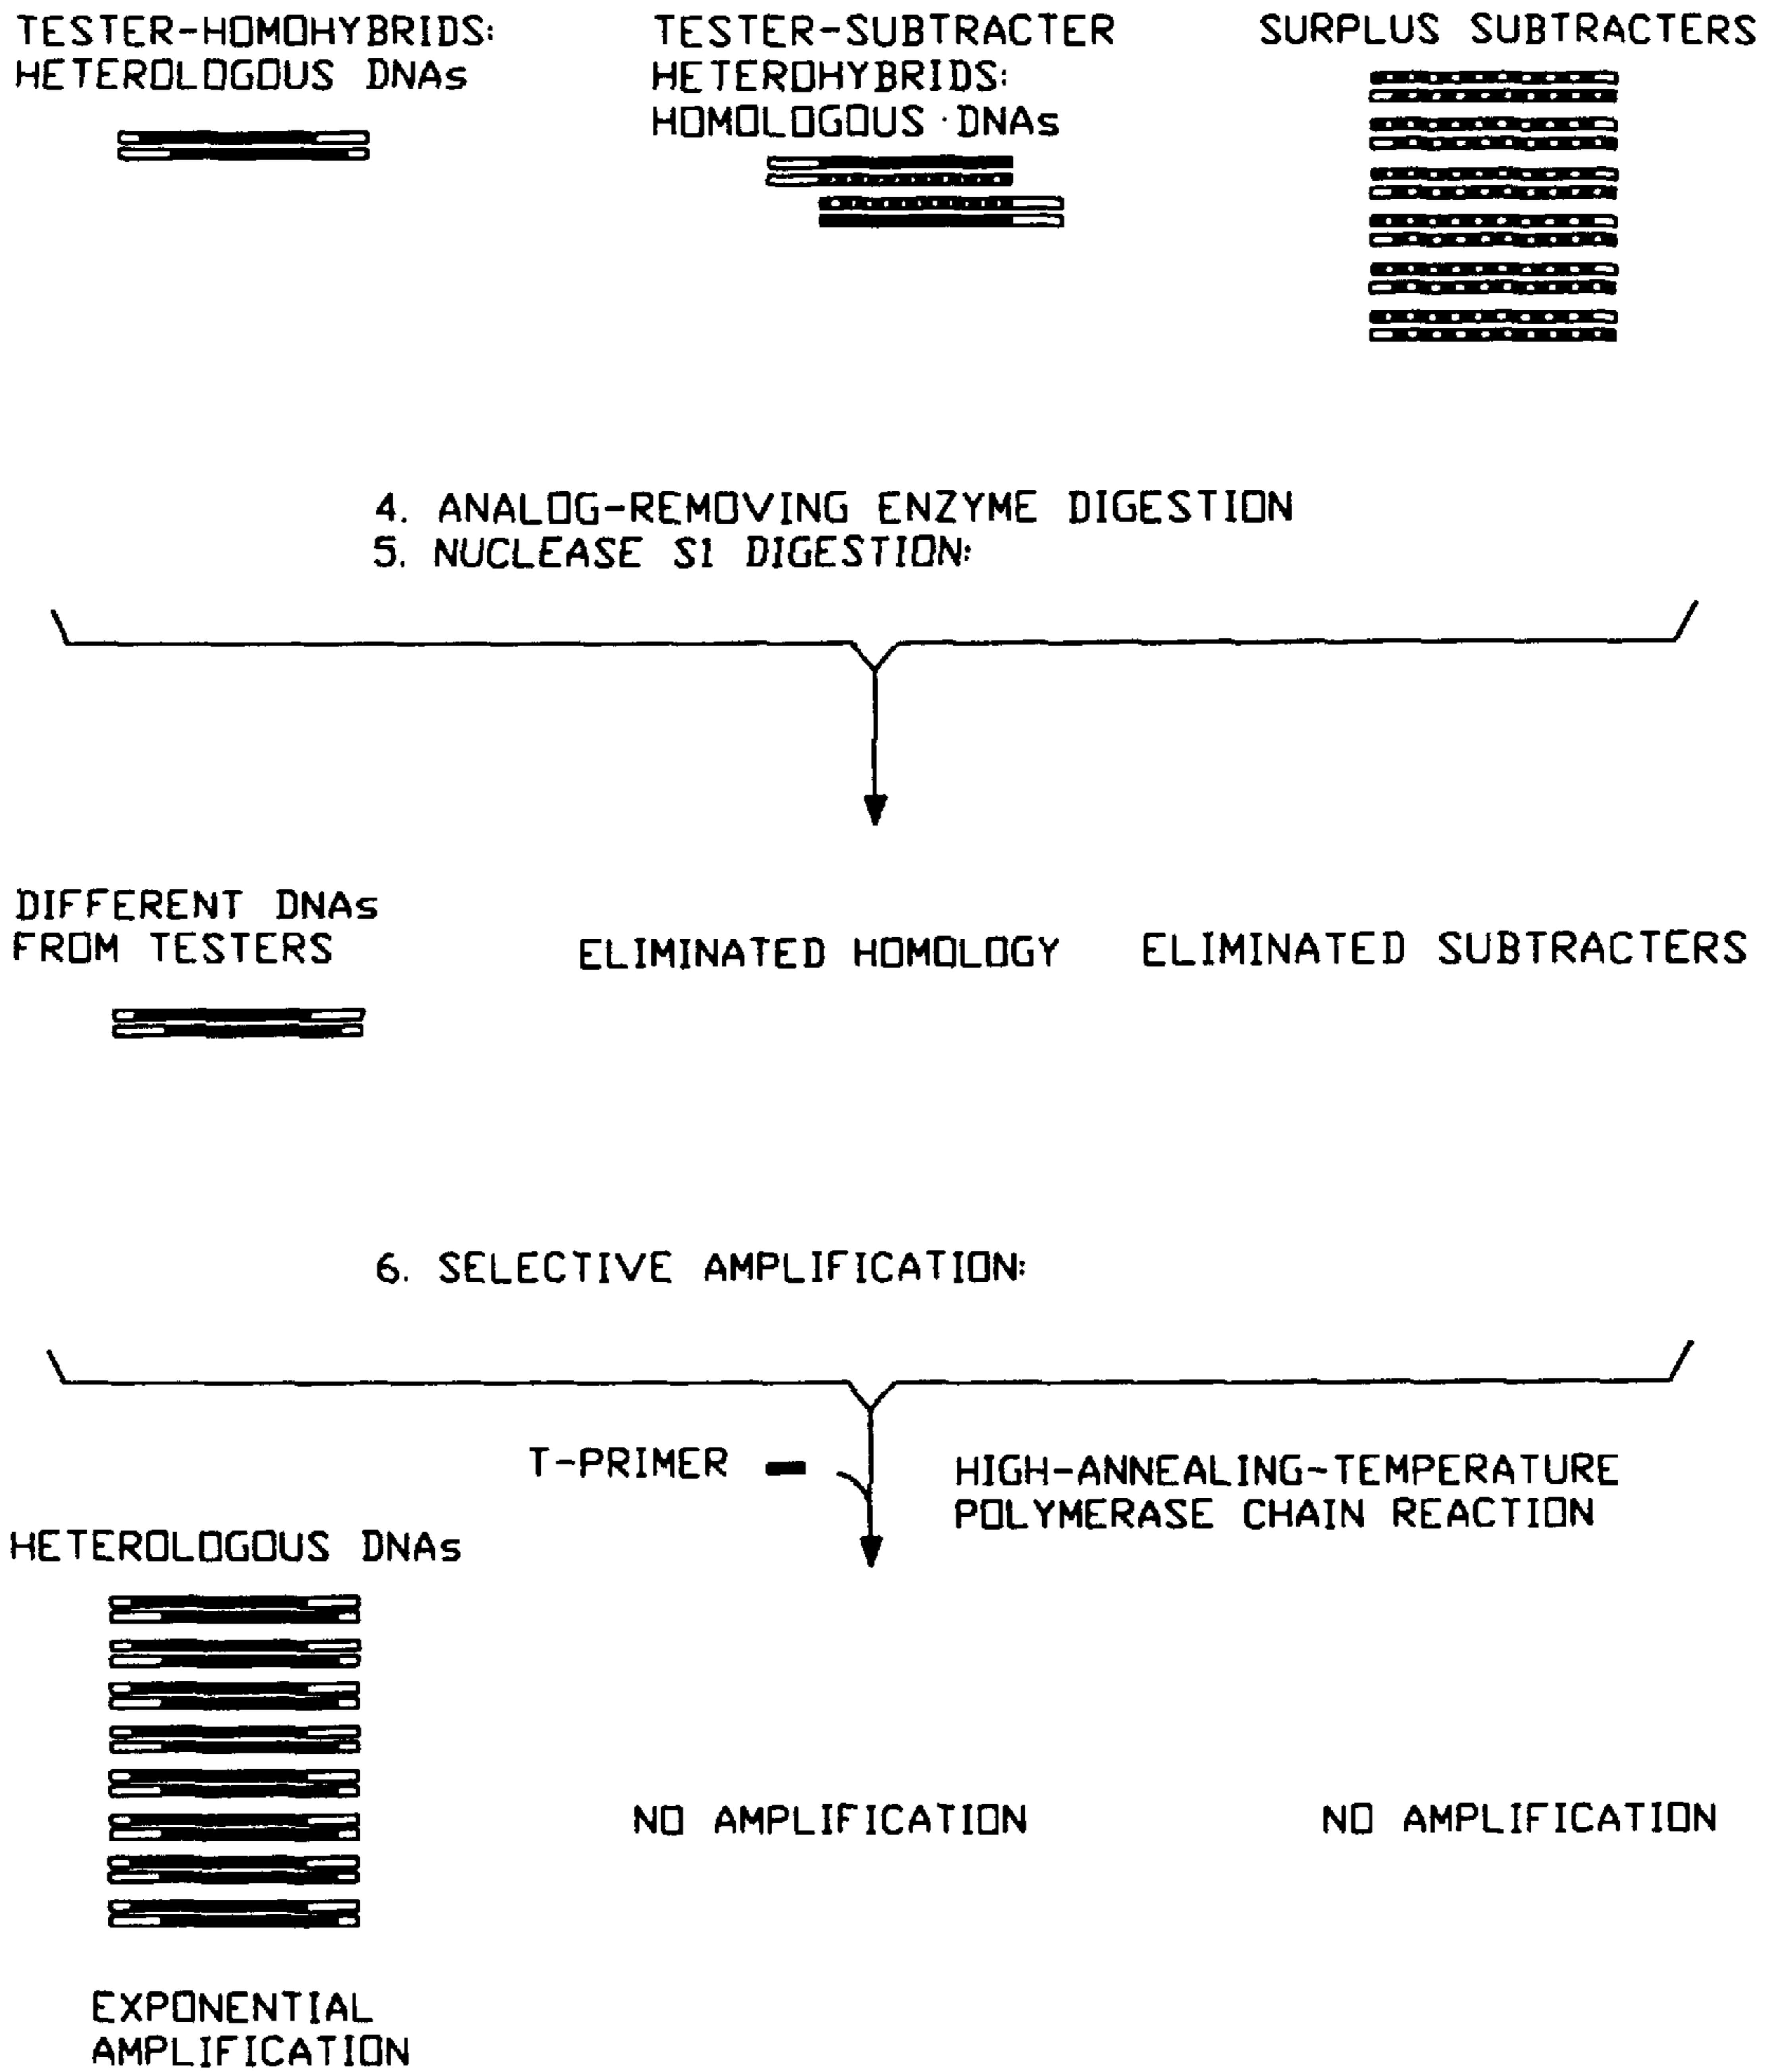 TESTER-HOMOHYBRIDS:
HETEROLOGOUS DNAs
TESTER-SUBTRACTER
HETEROHYBRIDS:
HOMOLOGOUS DNAs
SURPLUS SUBTRACTERS
4. ANALOG-REMOVING ENZYME DIGESTION
5. NUCLEASE S1 DIGESTION:
DIFFERENT DNAs
FROM TESTERS
ELIMINATED HOMOLOGY
ELIMINATED SUBTRACTERS
6. SELECTIVE AMPLIFICATION:
T-PRIMER
HIGH-ANNEALING-TEMPERATURE
POLYMERASE CHAIN REACTION
HETEROLOGOUS DNAs
NO AMPLIFICATION
NO AMPLIFICATION
EXPONENTIAL
AMPLIFICATION